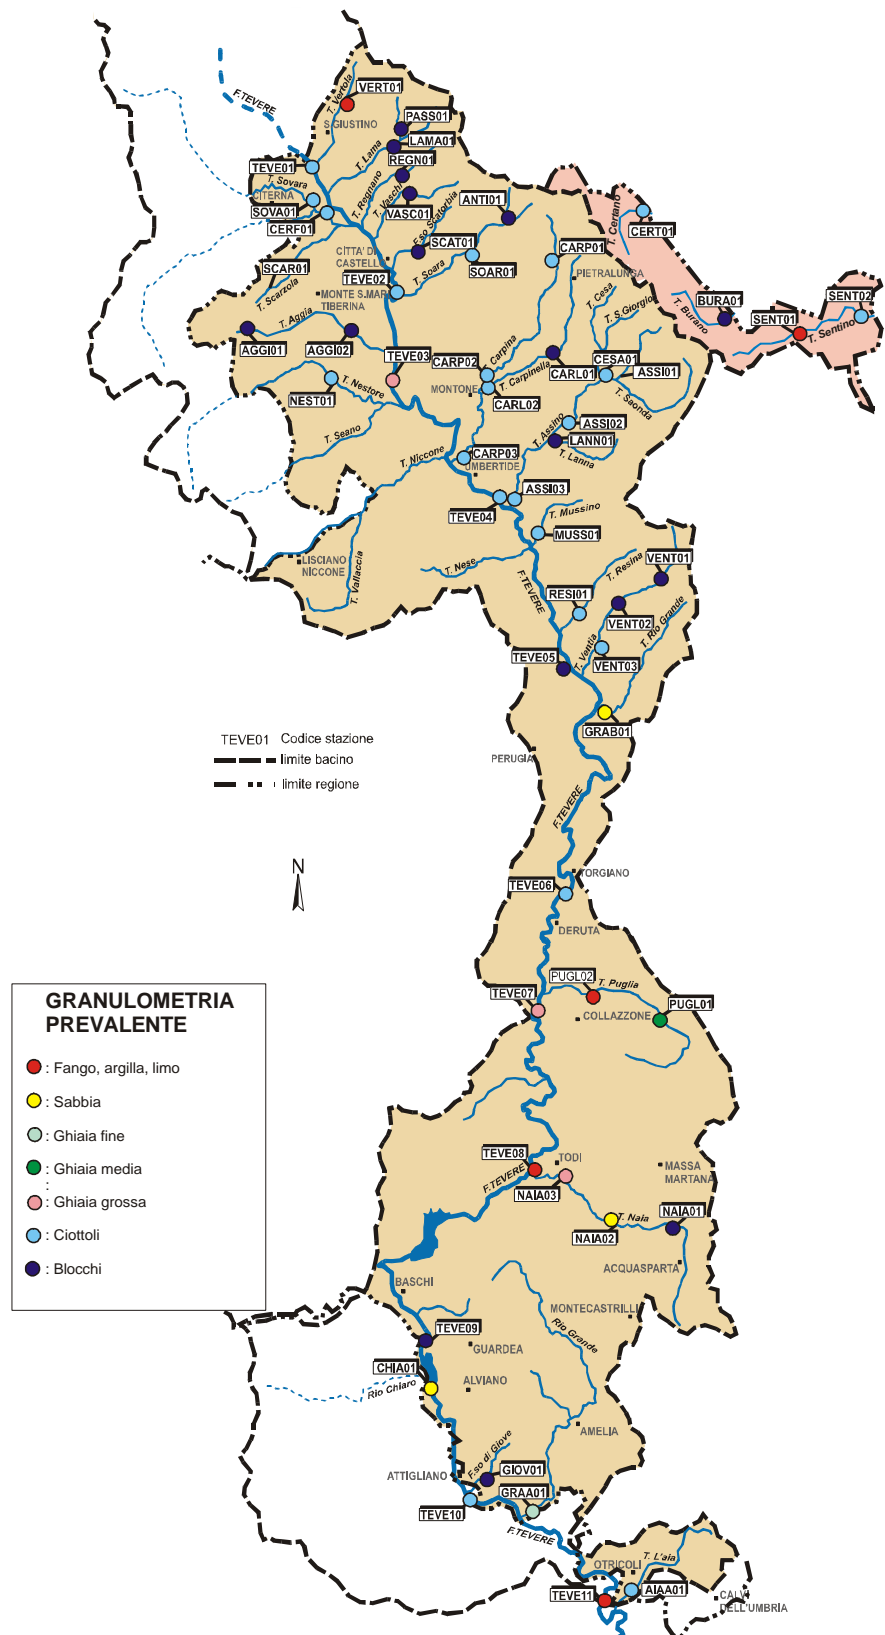 VERT01
F.TEVERE
T. Vertola
PASS01
S.GIUSTINO
LAMA01
T. Lama
REGN01
TEVE01
T. Sovara
CITERNA
T. Regnano
T. Vaschi
SOVA01
VASC01
ANTI01
CERF01
F.so Scatorbia
T. Certano
CERT01
SCAT01
CARP01
CITTA' DI
CASTELLO
SCAR01
T. Soara
SOAR01
TEVE02
PIETRALUNGA
T. Scarzola
MONTE S.MARIA
TIBERINA
T. Cesa
T. S.Giorgio
BURA01
T. Burano
SENT01
SENT02
T. Sentino
T. Aggia
AGGI01
AGGI02
TEVE03
CARP02
T. Carpina
CESA01
ASSI01
CARL01
T. Carpinella
NEST01
T. Nestore
MONTONE
CARL02
T. Saonda
T. Seano
T. Assino
ASSI02
LANN01
T. Lanna
T. Niccone
CARP03
UMBERTIDE
ASSI03
TEVE04
T. Mussino
MUSS01
LISCIANO
NICCONE
T. Vallaccia
T. Nese
F.TEVERE
T. Resina
VENT01
RESI01
VENT02
T. Rio Grande
T. Ventia
TEVE05
VENT03
GRAB01
TEVE01 Codice stazione
limite bacino
limite regione
PERUGIA
F.TEVERE
N
TORGIANO
TEVE06
DERUTA
PUGL02
T. Puglia
TEVE07
PUGL01
COLLAZZONE
GRANULOMETRIA
PREVALENTE
: Fango, argilla, limo
: Sabbia
: Ghiaia fine
: Ghiaia media
:
: Ghiaia grossa
: Ciottoli
: Blocchi
TEVE08
TODI
F.TEVERE
NAIA03
MASSA
MARTANA
T. Naia
NAIA01
NAIA02
ACQUASPARTA
BASCHI
MONTECASTRILLI
TEVE09
Rio Grande
GUARDEA
CHIA01
Rio Chiaro
ALVIANO
AMELIA
F.so di Giove
ATTIGLIANO
GIOV01
GRAA01
TEVE10
F.TEVERE
OTRICOLI
T. L'aia
TEVE11
AIAA01
CALVI
DELL'UMBRIA